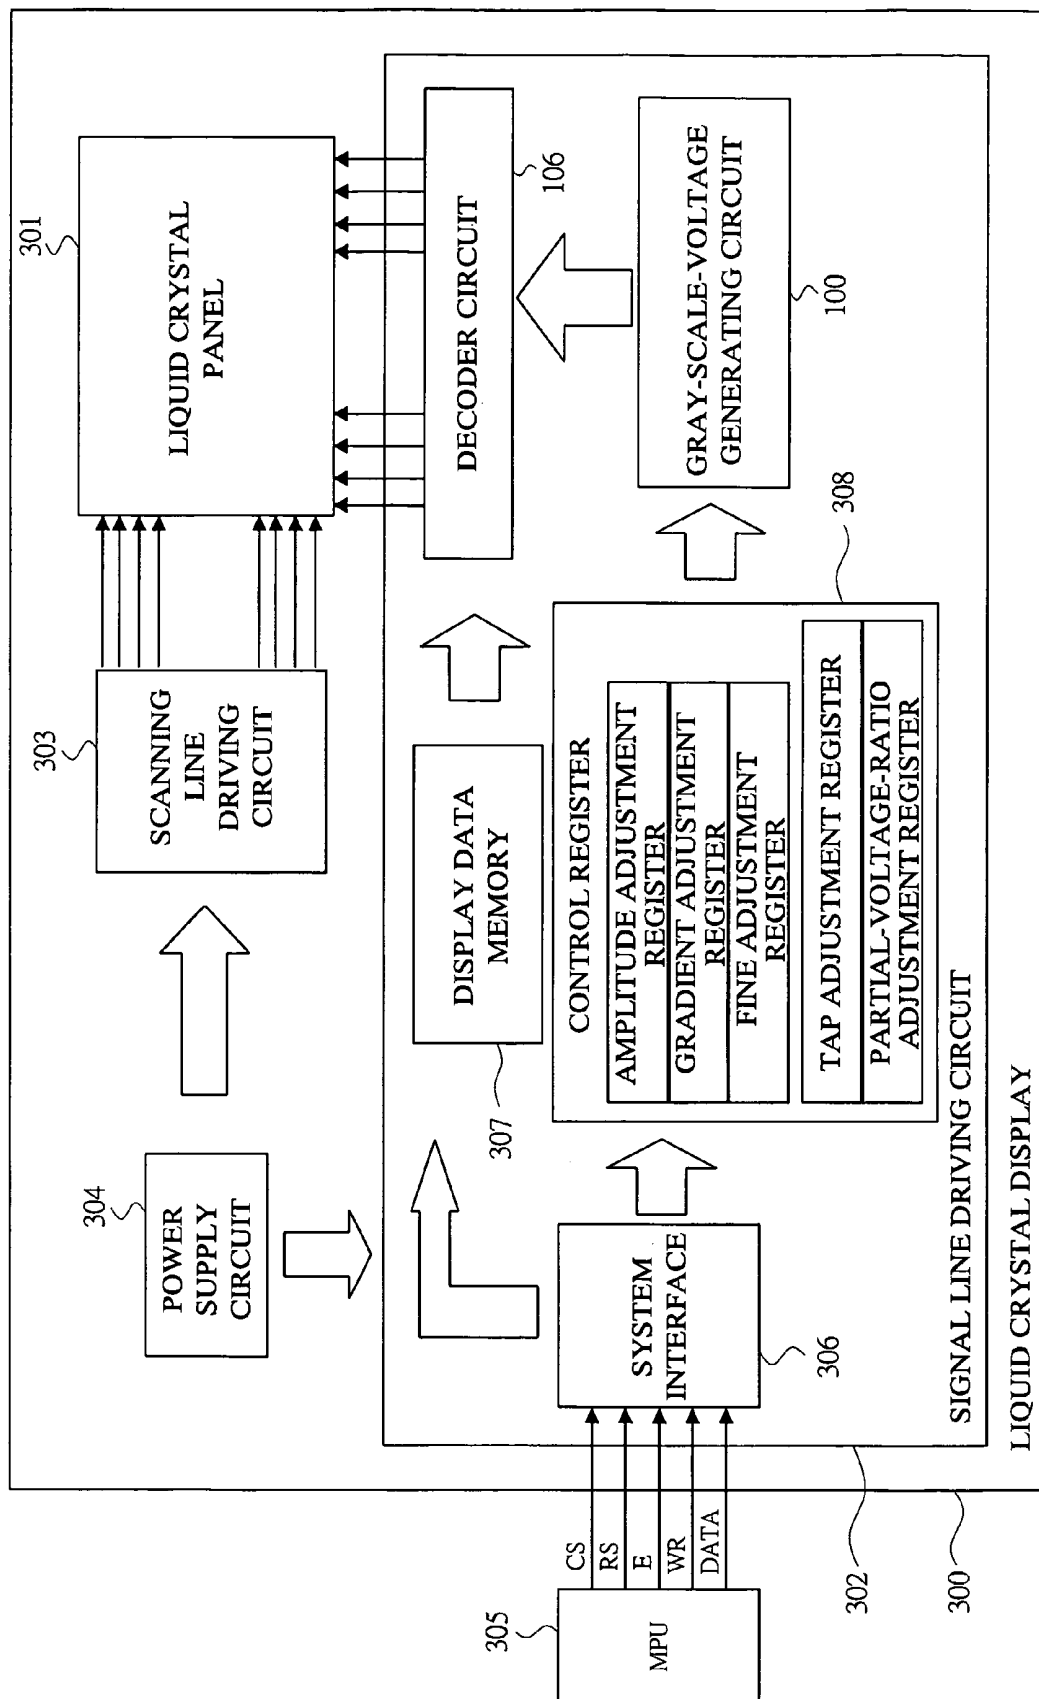 304
POWER
SUPPLY
CIRCUIT
303
SCANNING
LINE
DRIVING
CIRCUIT
301
LIQUID CRYSTAL
PANEL
305
MPU
CS
RS
E
WR
DATA
SYSTEM
INTERFACE
306
307
DISPLAY DATA
MEMORY
DECODER CIRCUIT
106
CONTROL REGISTER
AMPLITUDE ADJUSTMENT
REGISTER
GRADIENT ADJUSTMENT
REGISTER
FINE ADJUSTMENT
REGISTER
TAP ADJUSTMENT REGISTER
PARTIAL-VOLTAGE-RATIO
ADJUSTMENT REGISTER
308
GRAY-SCALE-VOLTAGE
GENERATING CIRCUIT
100
302
SIGNAL LINE DRIVING CIRCUIT
300
LIQUID CRYSTAL DISPLAY